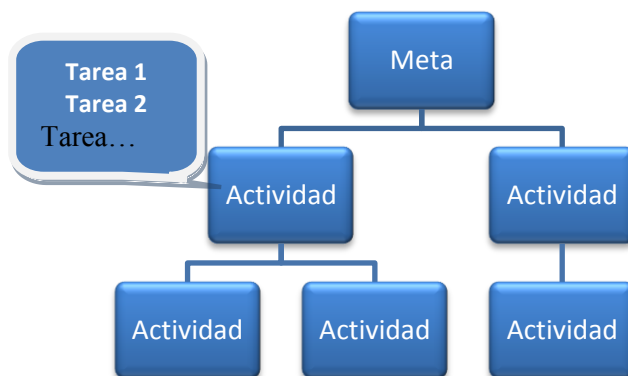 Tarea 1
Tarea 2
Tarea…
Meta
Actividad
Actividad
Actividad
Actividad
Actividad